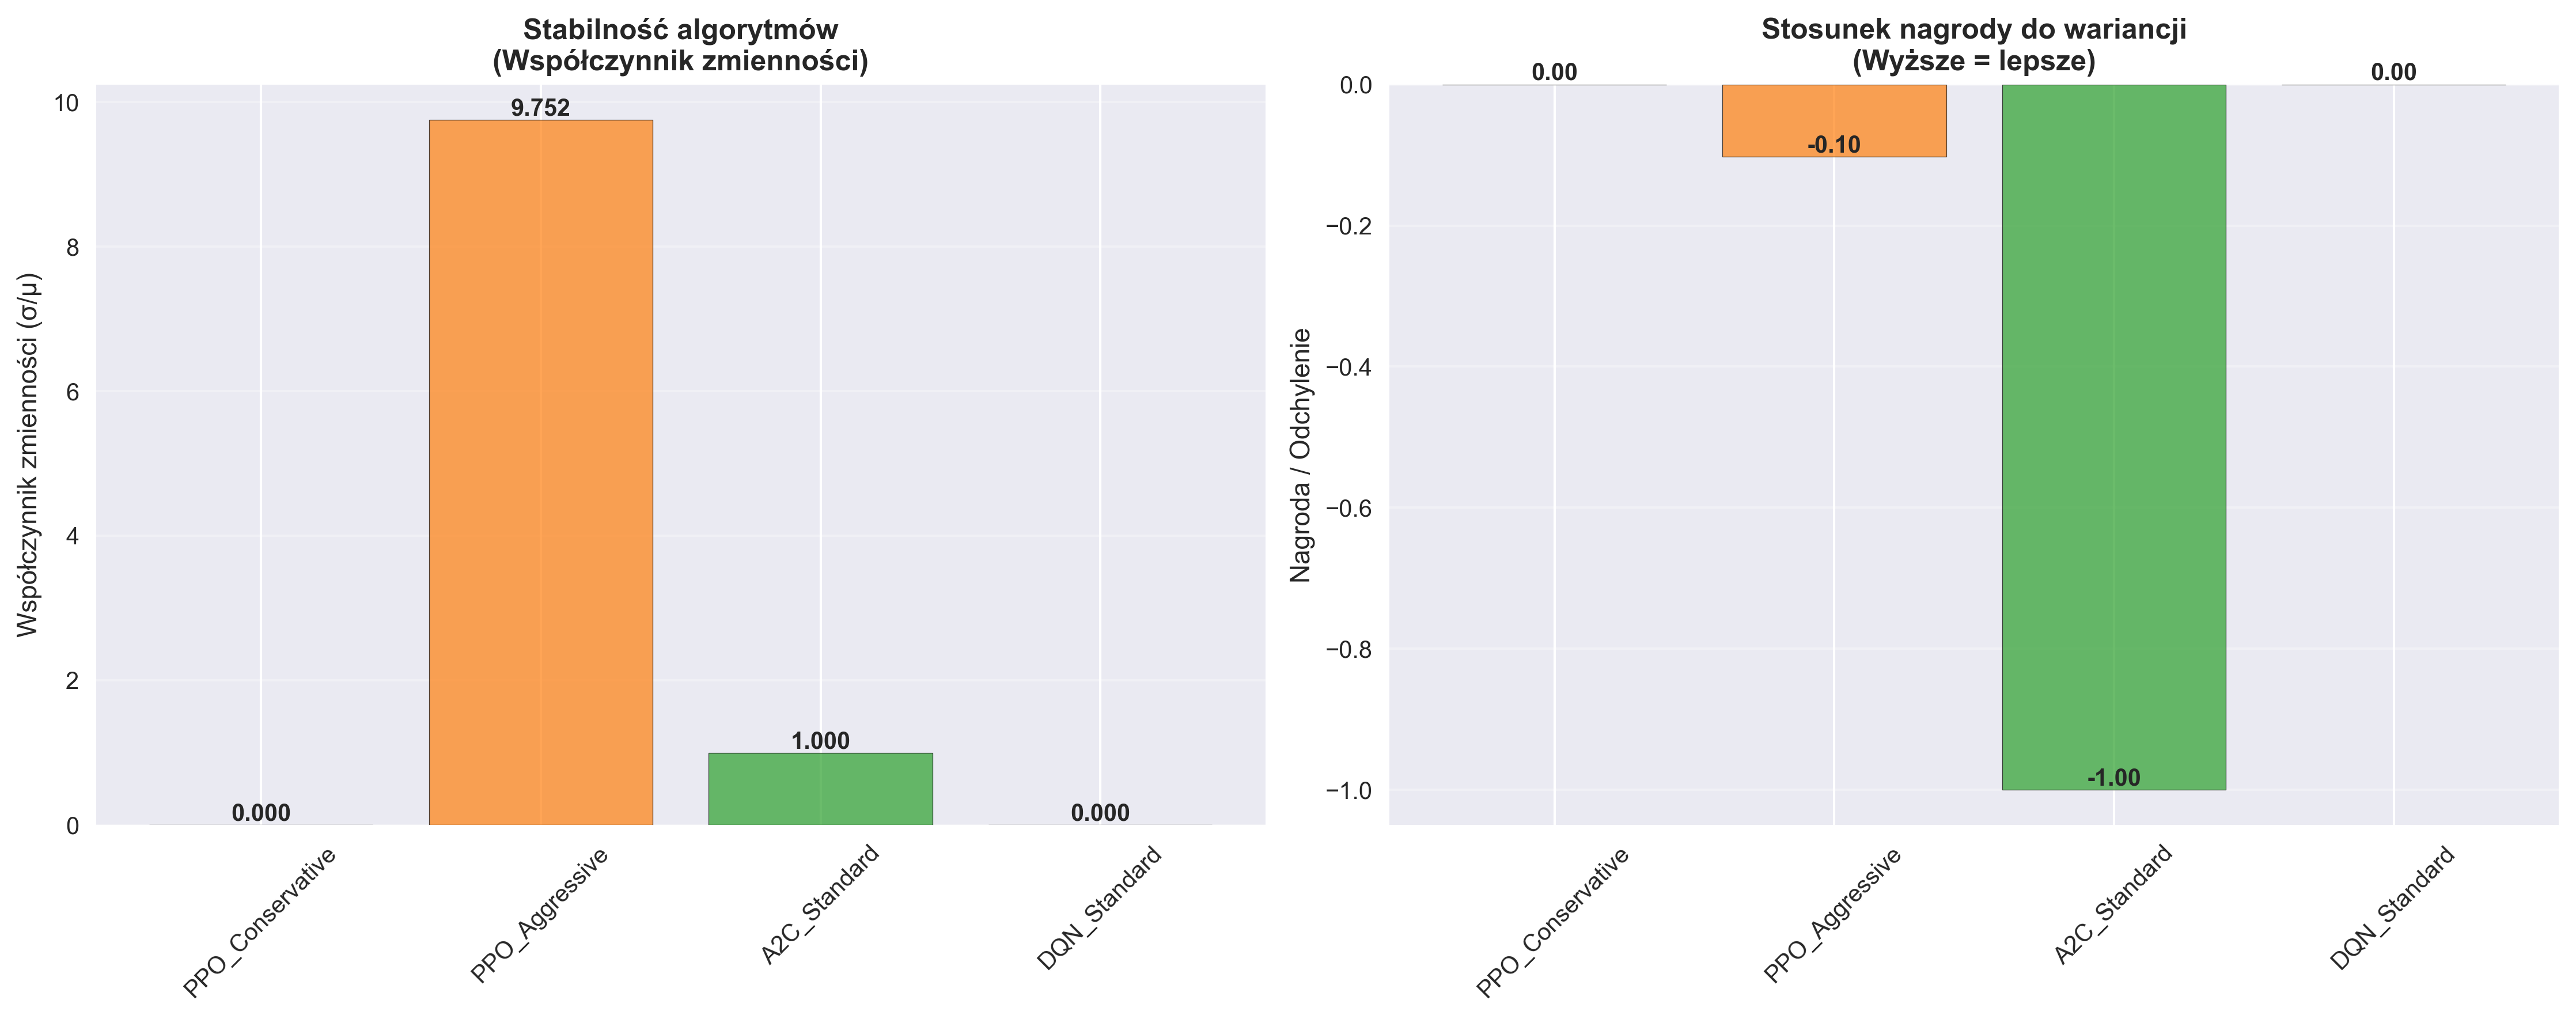 Stabilność algorytmów
(Współczynnik zmienności)
Współczynnik zmienności (σ/μ)
10
8
6
4
2
0
0.000
9.752
1.000
0.000
PPO_Conservative
PPO_Aggressive
A2C_Standard
DQN_Standard
Stosunek nagrody do wariancji
(Wyższe = lepsze)
Nagroda / Odchylenie
0.0
−0.2
−0.4
−0.6
−0.8
−1.0
0.00
-0.10
-1.00
0.00
PPO_Conservative
PPO_Aggressive
A2C_Standard
DQN_Standard